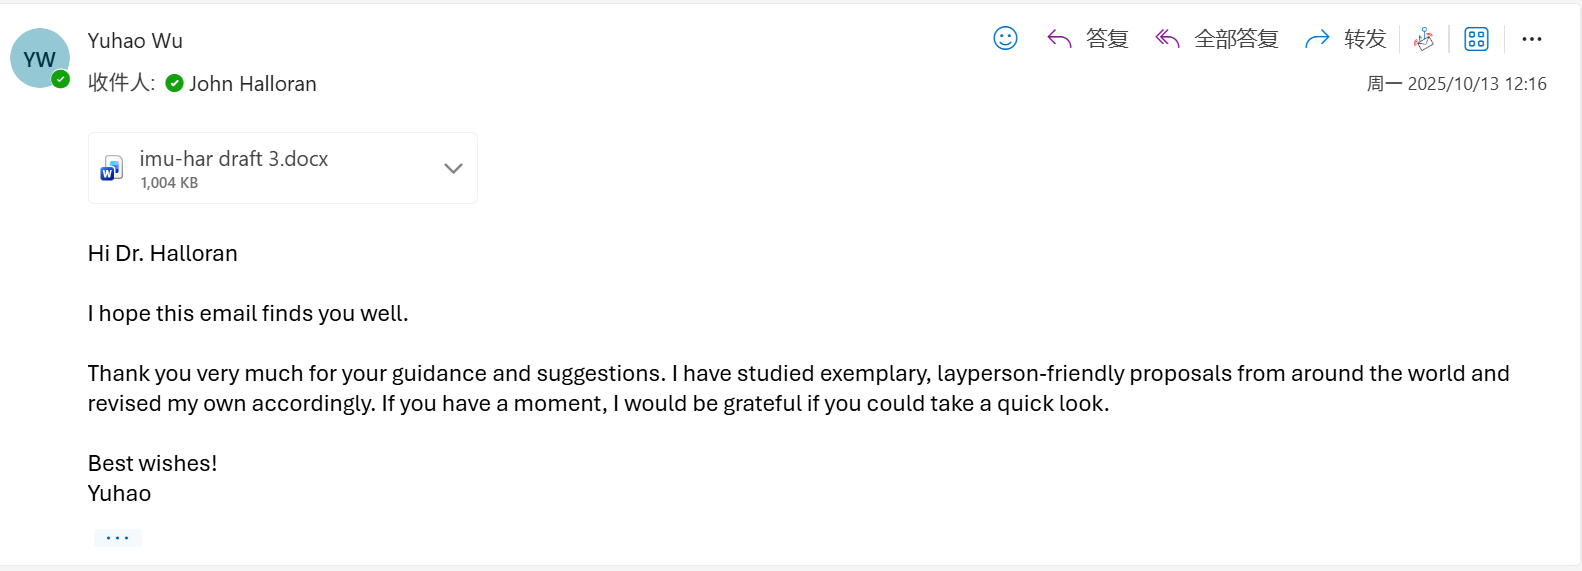 YW
Yuhao Wu
答复
全部答复
转发
收件人: John Halloran
周一 2025/10/13 12:16
imu-har draft 3.docx
1,004 KB
Hi Dr. Halloran
I hope this email finds you well.
Thank you very much for your guidance and suggestions. I have studied exemplary, layperson-friendly proposals from around the world and
revised my own accordingly. If you have a moment, I would be grateful if you could take a quick look.
Best wishes!
Yuhao